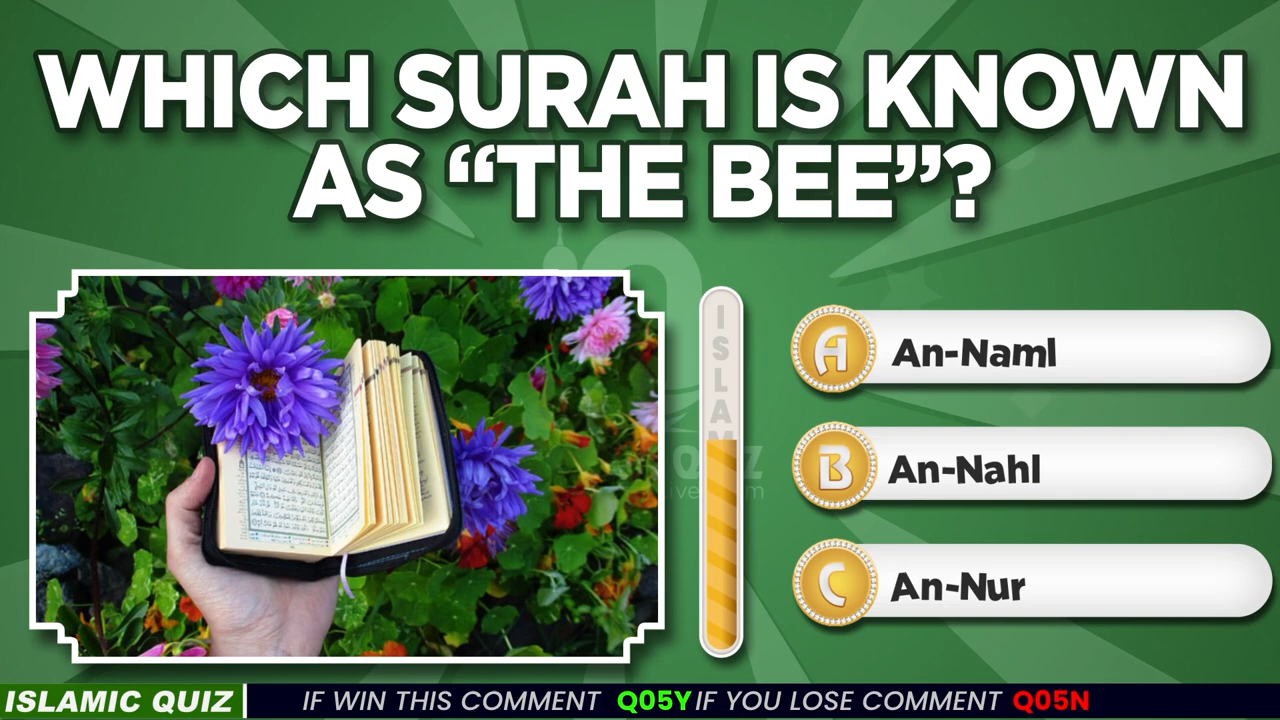 WHICH SURAH IS KNOWN
AS “THE BEE”?
ISLAM
A An-Naml
B An-Nahl
C An-Nur
ISLAMIC QUIZ IF WIN THIS COMMENT Q05Y IF YOU LOSE COMMENT Q05N